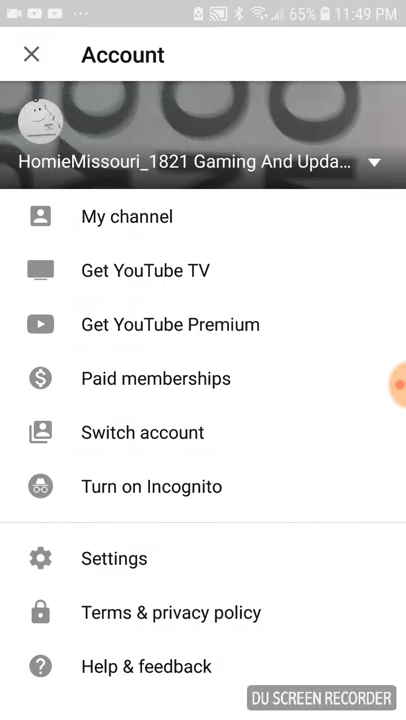 65% 11:49 PM
Account
HomieMissouri_1821 Gaming And Upda...
My channel
Get YouTube TV
Get YouTube Premium
Paid memberships
Switch account
Turn on Incognito
Settings
Terms & privacy policy
Help & feedback
DU SCREEN RECORDER